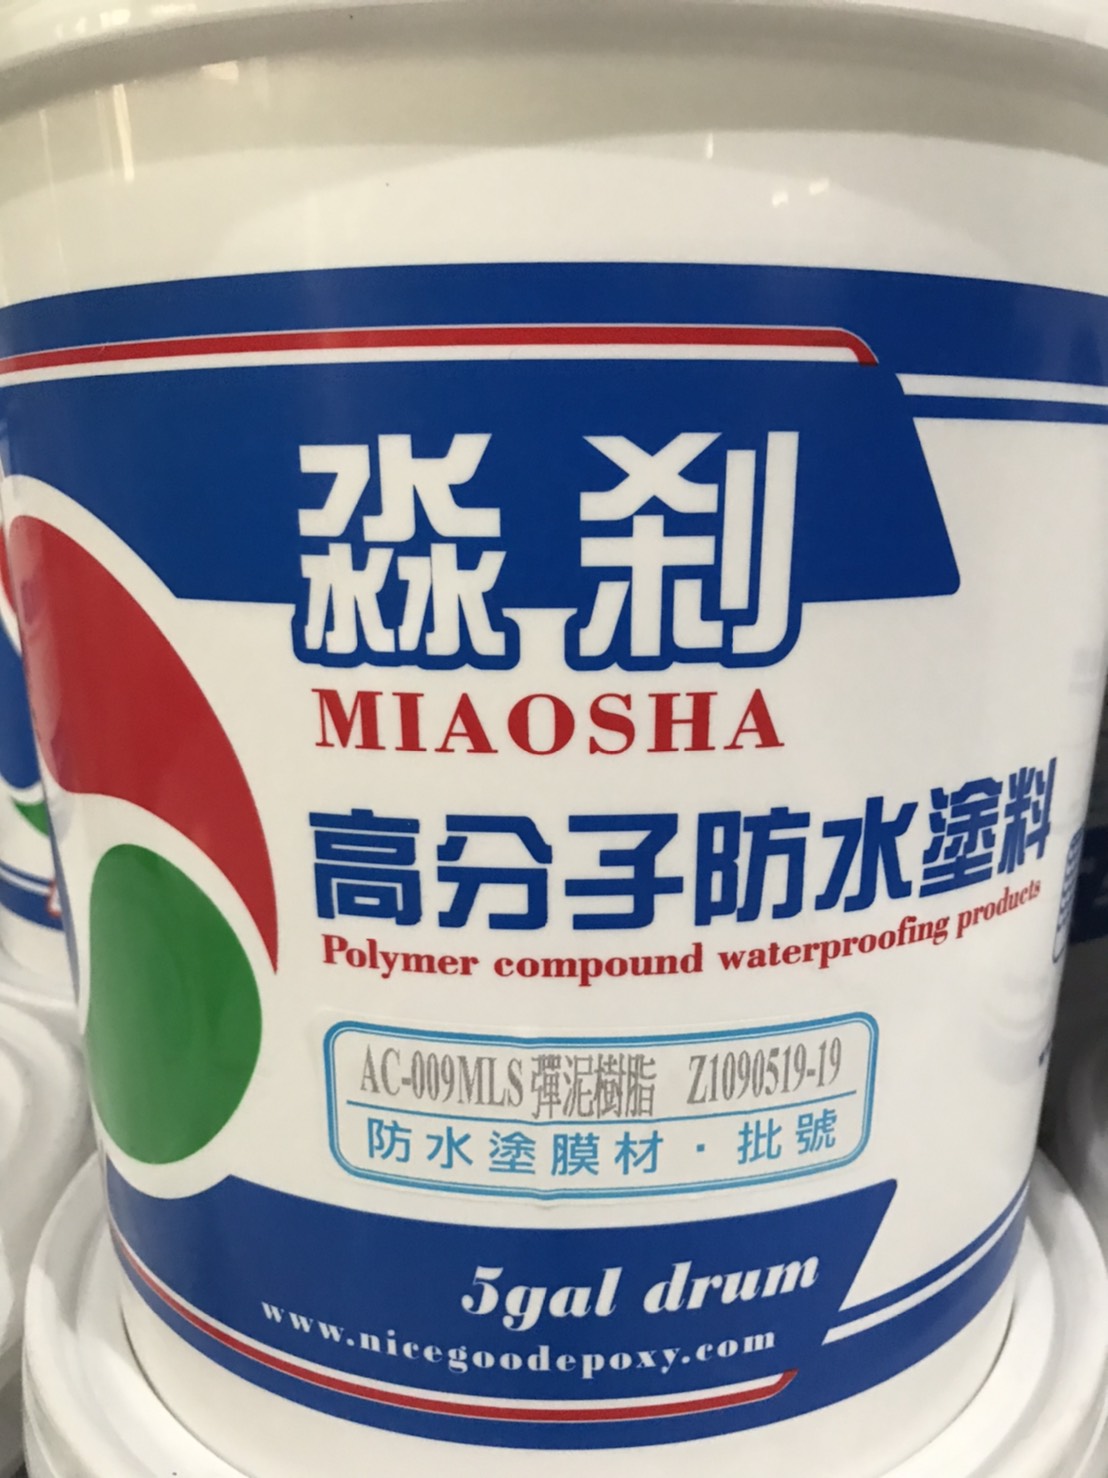 淼剎
MIAOSHA
高分子防水塗料
Polymer compound waterproofing products
AC-009MLS 彈泥樹脂 Z1090519-19
防水塗膜材・批號
5gal drum
www.nicegoodepoxy.com